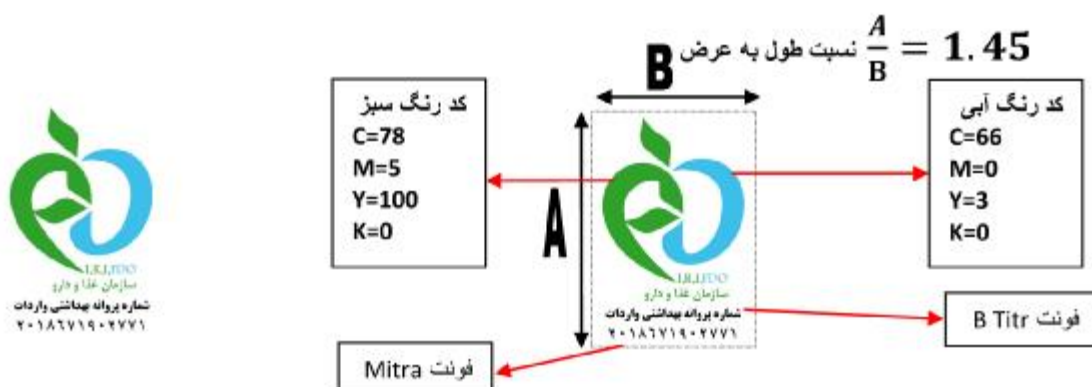 نسبت طول به عرض A/B = 1.45
B
کد رنگ سبز
C=78
M=5
Y=100
K=0
کد رنگ آبی
C=66
M=0
Y=3
K=0
A
I.R.I.FDO
سازمان غذا و دارو
شماره پروانه بهداشتی واردات
۲۰۱۸۶۷۱۹۰۲۷۷۱
I.R.I.FDO
سازمان غذا و دارو
شماره پروانه بهداشتی واردات
۲۰۱۸۶۷۱۹۰۲۷۷۱
فونت B Titr
فونت Mitra